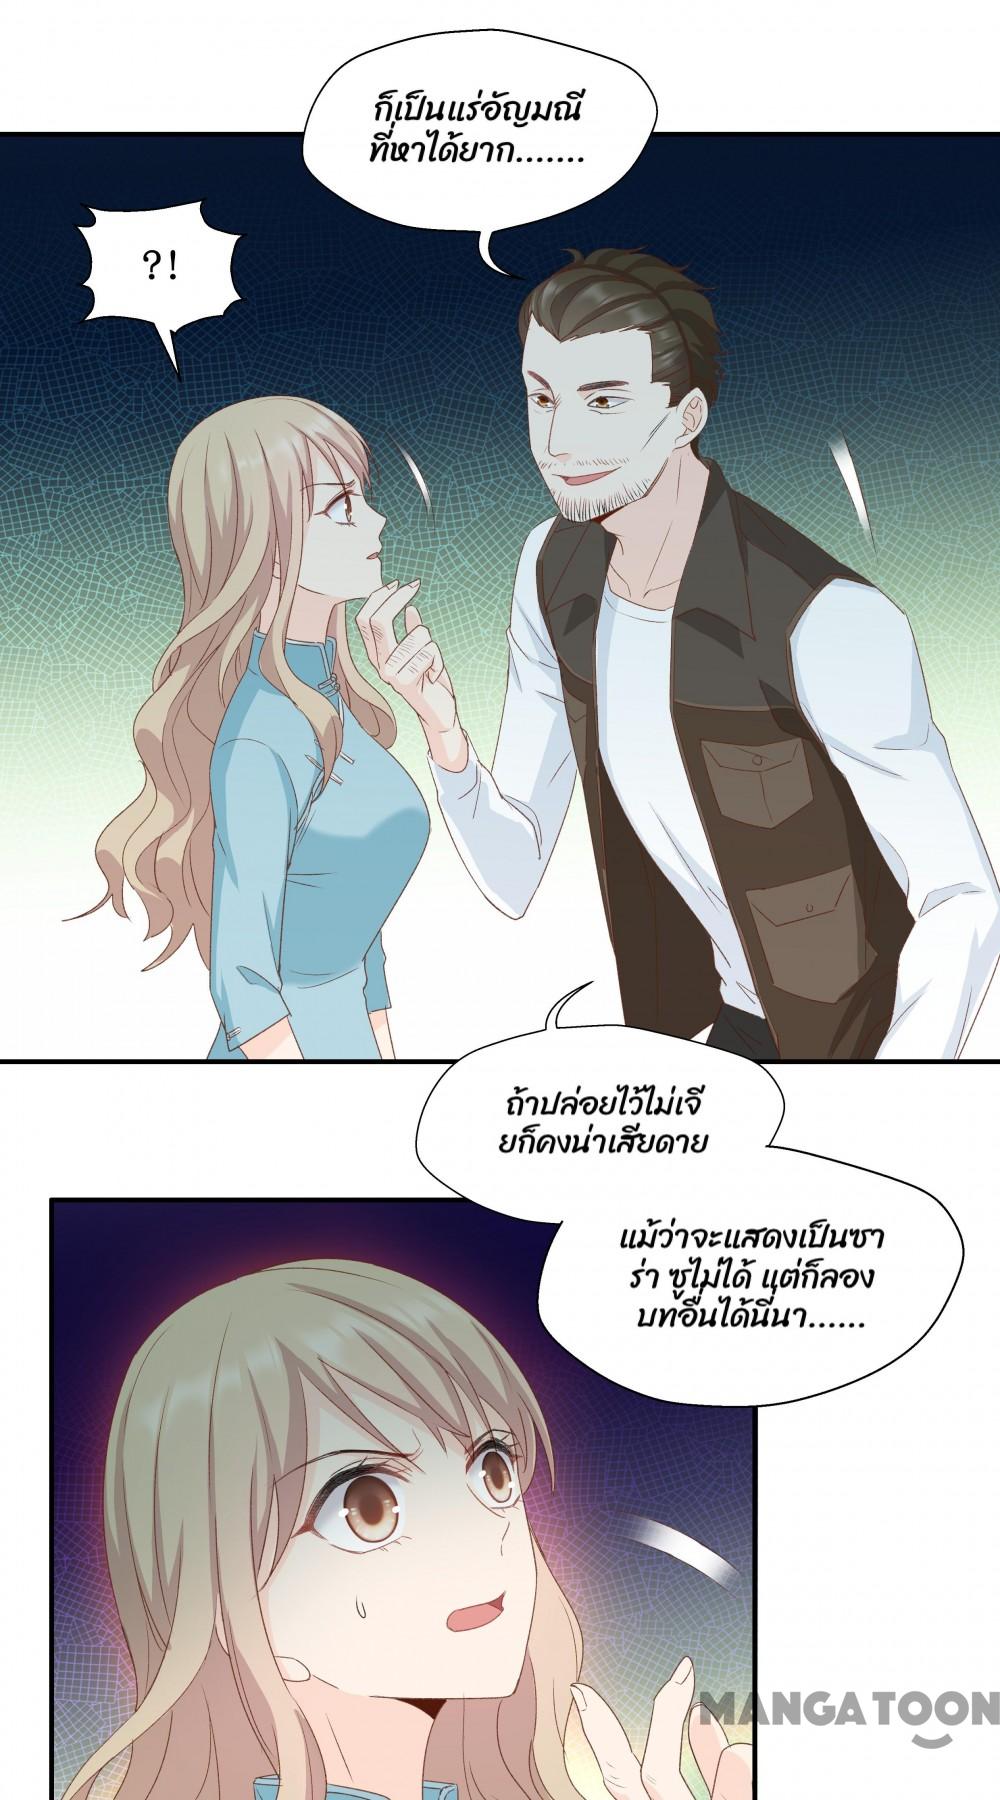 ก็เป็นแร่อัญมณี
ที่หาได้ยาก.......
?!
ถ้าปล่อยไว้ไม่เจี
ยก็คงน่าเสียดาย
แม้ว่าจะแสดงเป็นซา
ร่า ซูไม่ได้ แต่ก็ลอง
บทอื่นได้นี่นา......
MANGATOON